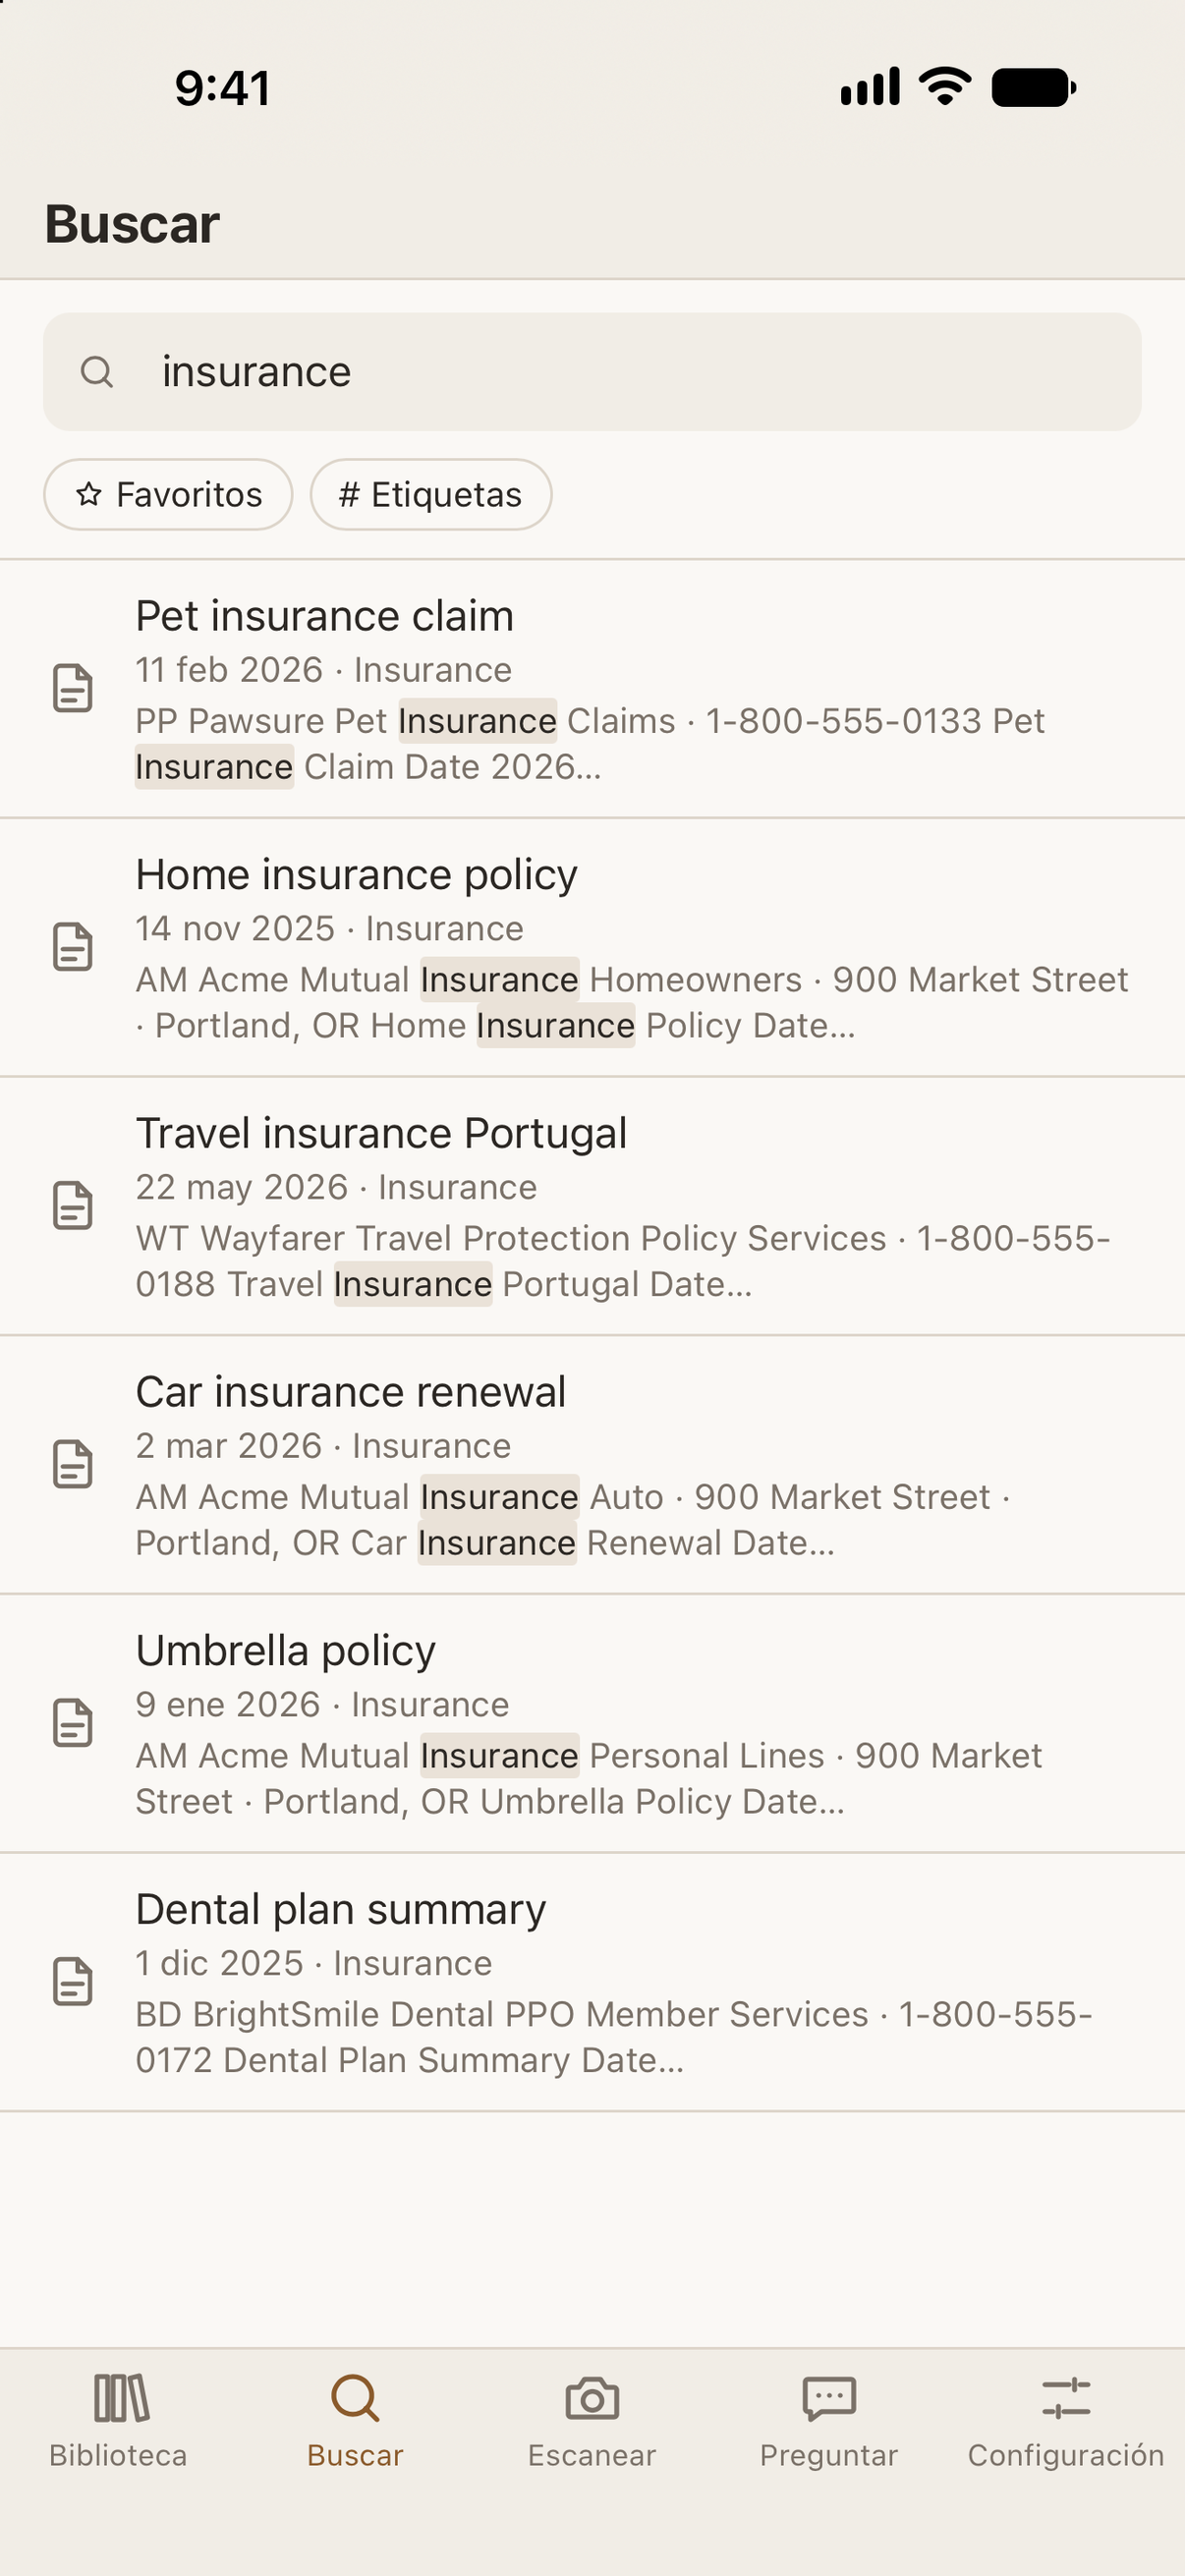 9:41
Buscar
insurance
Favoritos
# Etiquetas
Pet insurance claim
11 feb 2026 · Insurance
PP Pawsure Pet Insurance Claims · 1-800-555-0133 Pet
Insurance Claim Date 2026...
Home insurance policy
14 nov 2025 · Insurance
AM Acme Mutual Insurance Homeowners · 900 Market Street
· Portland, OR Home Insurance Policy Date...
Travel insurance Portugal
22 may 2026 · Insurance
WT Wayfarer Travel Protection Policy Services · 1-800-555-
0188 Travel Insurance Portugal Date...
Car insurance renewal
2 mar 2026 · Insurance
AM Acme Mutual Insurance Auto · 900 Market Street ·
Portland, OR Car Insurance Renewal Date...
Umbrella policy
9 ene 2026 · Insurance
AM Acme Mutual Insurance Personal Lines · 900 Market
Street · Portland, OR Umbrella Policy Date...
Dental plan summary
1 dic 2025 · Insurance
BD BrightSmile Dental PPO Member Services · 1-800-555-
0172 Dental Plan Summary Date...
Biblioteca
Buscar
Escanear
Preguntar
Configuración